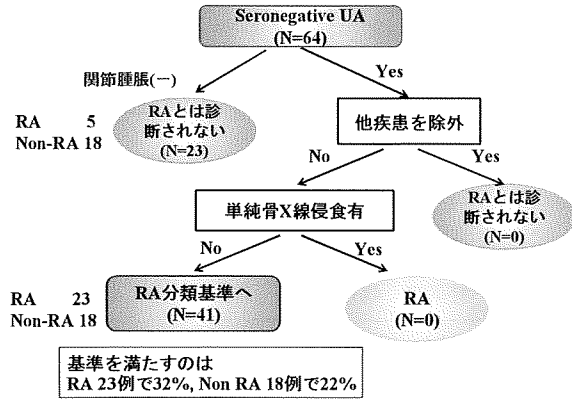 Seronegative UA
(N=64)
関節腫脹(一)
Yes
RA 5
Non-RA 18
RAとは診
断されない
(N=23)
他疾患を除外
No
Yes
単純骨X線侵食有
RAとは診
断されない
(N=0)
No
Yes
RA 23
Non-RA 18
RA分類基準へ
(N=41)
RA
(N=0)
基準を満たすのは
RA 23例で32%, Non RA 18例で22%